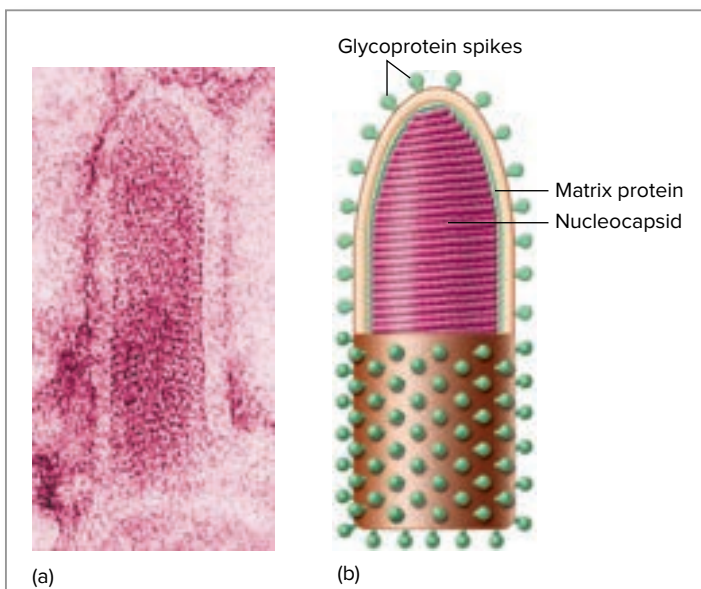 Glycoprotein spikes
Matrix protein
Nucleocapsid
(a)
(b)